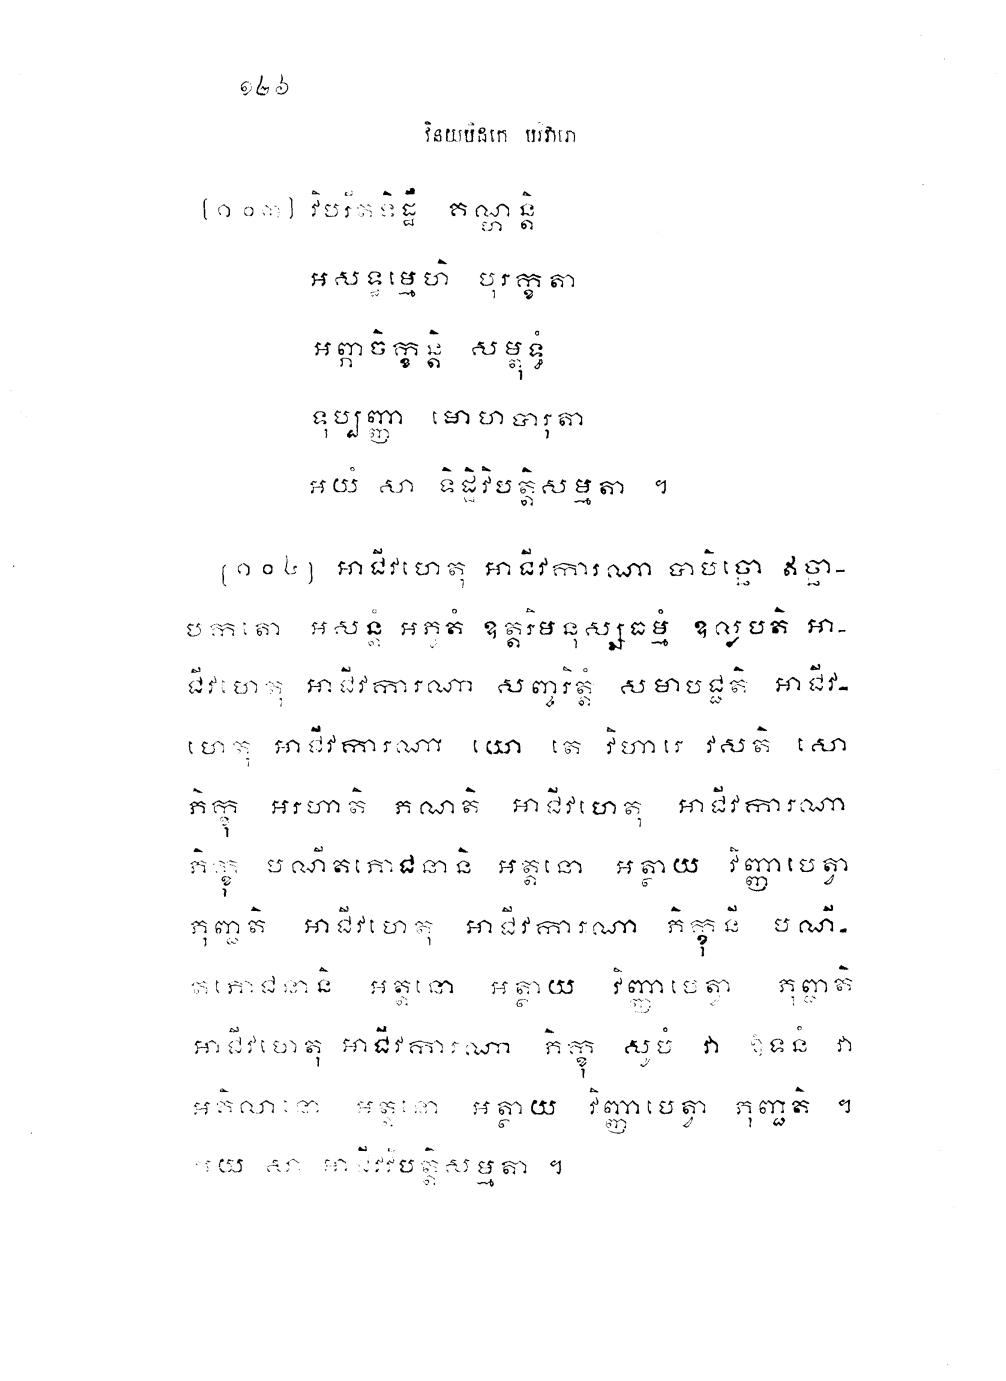 ១២៦
វិនយបិដកេ បរិវារោ
[១០៣] វិបរីតទិដ្ឋឹ គណ្ហន្តិ
អសទ្ធម្មេហិ បុរក្ខតា
អព្ភាចិក្ខន្តិ សម្ពុទ្ធំ
ទុប្បញ្ញា មោហបារុតា
អយំ សា ទិដ្ឋិវិបត្តិសម្មតា ។
[១០៤] អាជីវហេតុ អាជីវការណា បាបិច្ឆោ ឥច្ឆា-
បកតោ អសន្តំ អភូតំ ឧត្តរិមនុស្សធម្មំ ឧល្លបតិ អា-
ជីវហេតុ អាជីវការណា សញ្ចរិត្តំ សមាបជ្ជតិ អាជីវ-
ហេតុ អាជីវការណា យោ តេ វិហារេ វសតិ សោ
ភិក្ខុ អរហាតិ ភណតិ អាជីវហេតុ អាជីវការណា
ភិក្ខុ បណីតភោជនានិ អត្តនោ អត្ថាយ វិញ្ញាបេត្វា
ភុញ្ជតិ អាជីវហេតុ អាជីវការណា ភិក្ខុនី បណី-
តភោជនានិ អត្តនោ អត្ថាយ វិញ្ញាបេត្វា ភុញ្ជតិ
អាជីវហេតុ អាជីវការណា ភិក្ខុ សូបំ វា ឱទនំ វា
អគិលានោ អត្តនោ អត្ថាយ វិញ្ញាបេត្វា ភុញ្ជតិ ។
អយំ សា អាជីវវិបត្តិសម្មតា ។